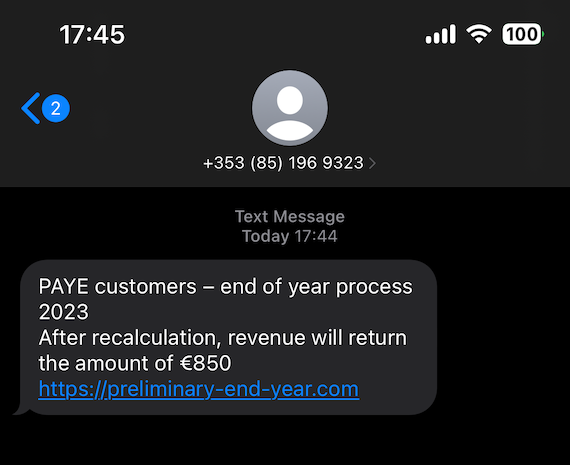 17:45
100
2
+353 (85) 196 9323
Text Message
Today 17:44
PAYE customers – end of year process
2023
After recalculation, revenue will return
the amount of €850
https://preliminary-end-year.com